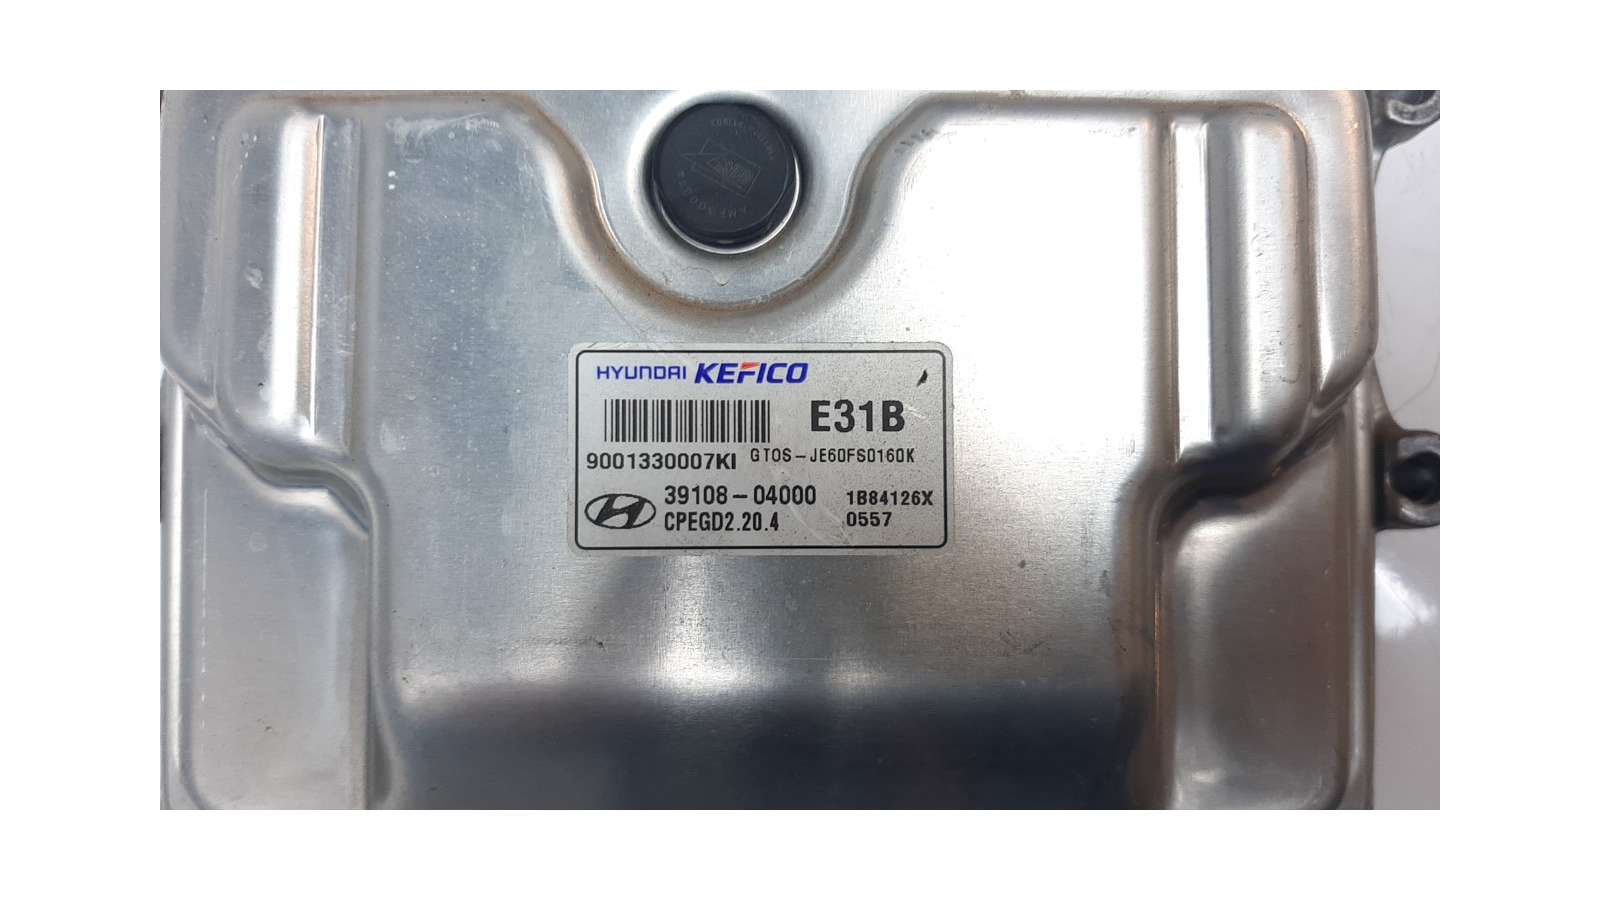 HYUNDAI KEFICO
E31B
9001330007KI
GTOS-JE60FS0160K
39108-04000
1B84126X
CPEGD2.20.4
0557